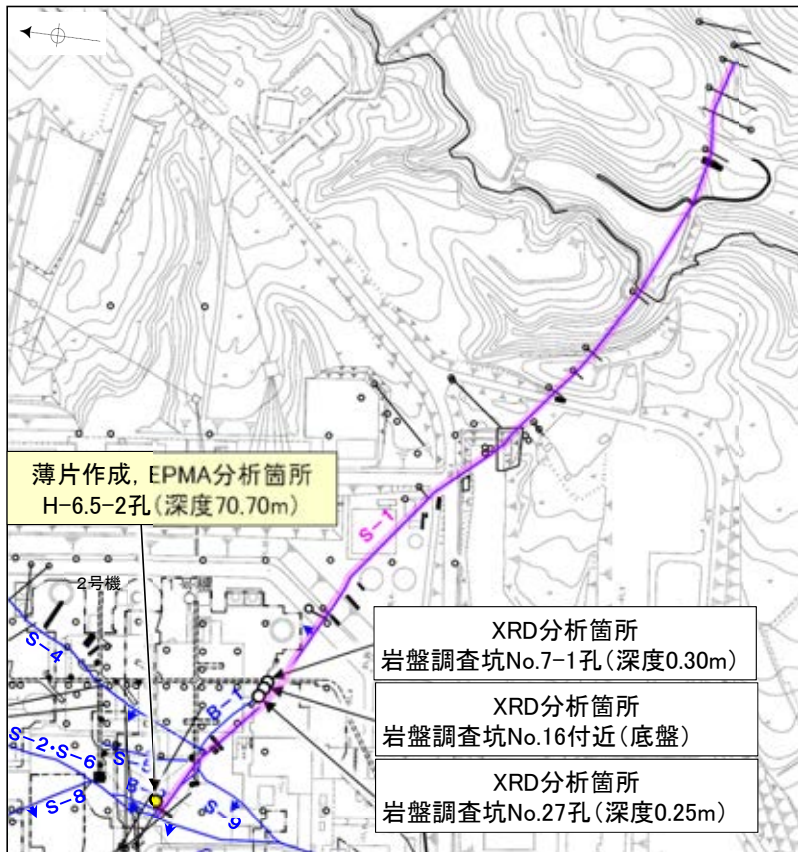 薄片作成, EPMA分析箇所
H-6.5-2孔(深度70.70m)
2号機
S-1
S-4
XRD分析箇所
岩盤調査坑No.7-1孔(深度0.30m)
B-1
XRD分析箇所
岩盤調査坑No.16付近(底盤)
S-2・S-6
XRD分析箇所
岩盤調査坑No.27孔(深度0.25m)
S-8
S-9